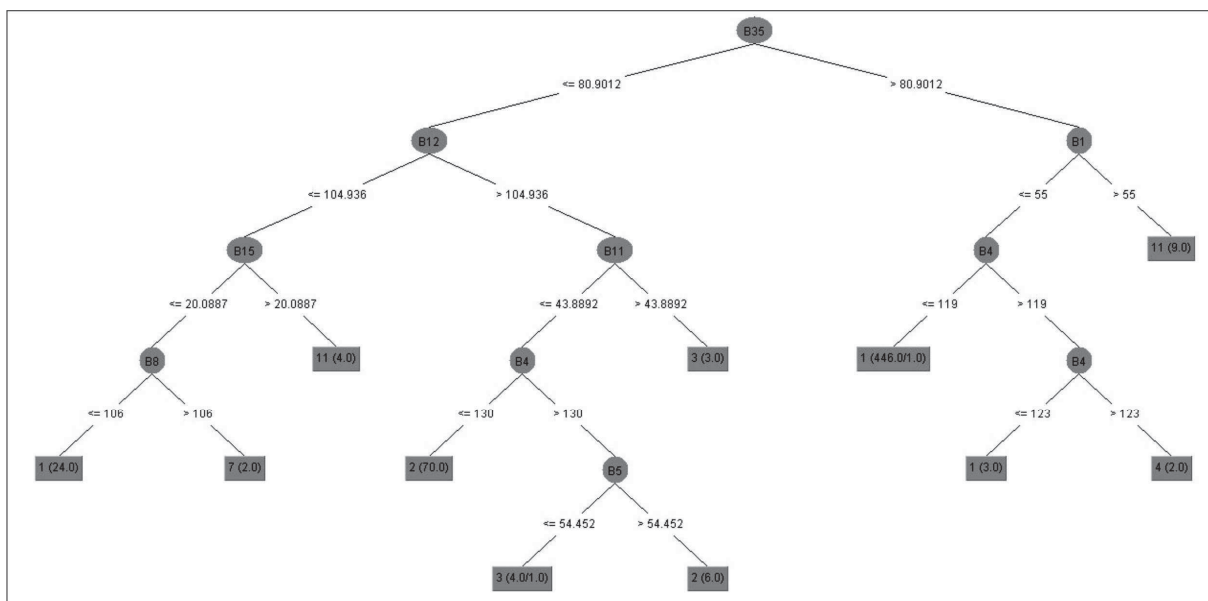 B35
<= 80.9012 > 80.9012
B12 B1
<= 104.936 > 104.936 <= 55 > 55
B15 B11 B4 11 (9.0)
<= 20.0887 > 20.0887 <= 43.8892 > 43.8892 <= 119 > 119
B8 11 (4.0) B4 3 (3.0) 1 (446.0/1.0) B4
<= 106 > 106 <= 130 > 130 <= 123 > 123
1 (24.0) 7 (2.0) 2 (70.0) B5 1 (3.0) 4 (2.0)
<= 54.452 > 54.452
3 (4.0/1.0) 2 (6.0)